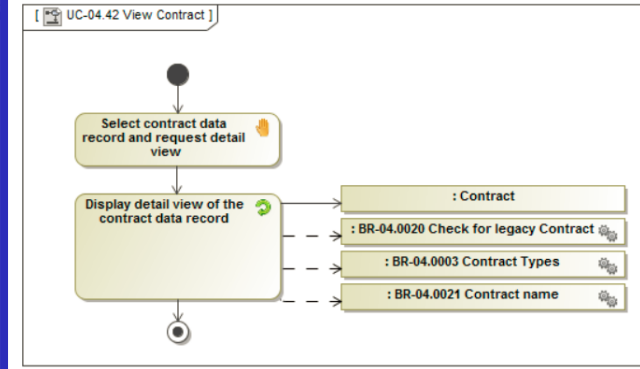 [ UC-04.42 View Contract ]
Select contract data
record and request detail
view
Display detail view of the
contract data record
: Contract
: BR-04.0020 Check for legacy Contract
: BR-04.0003 Contract Types
: BR-04.0021 Contract name